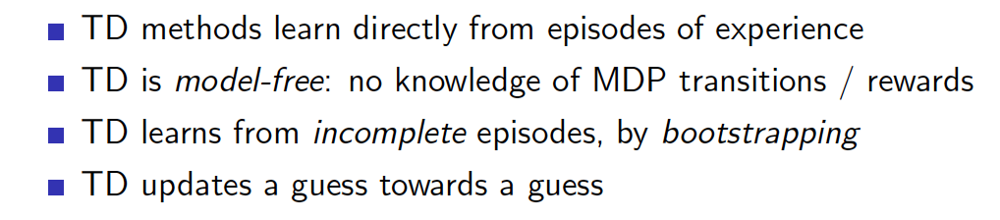 TD methods learn directly from episodes of experience
TD is model-free: no knowledge of MDP transitions / rewards
TD learns from incomplete episodes, by bootstrapping
TD updates a guess towards a guess